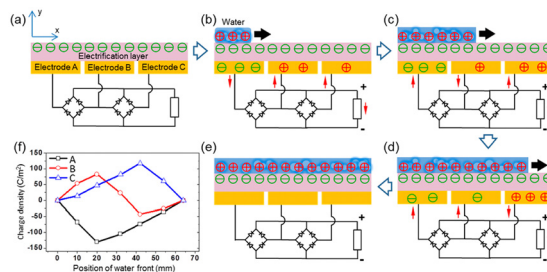 (a)
y
x
Electrification layer
Electrode A
Electrode B
Electrode C
(b)
Water
+
-
(c)
+
-
(f)
Charge density (C/m²)
150
100
50
0
-50
-100
-150
A
B
C
0 10 20 30 40 50 60 70
Position of water front (mm)
(e)
+
-
(d)
+
-